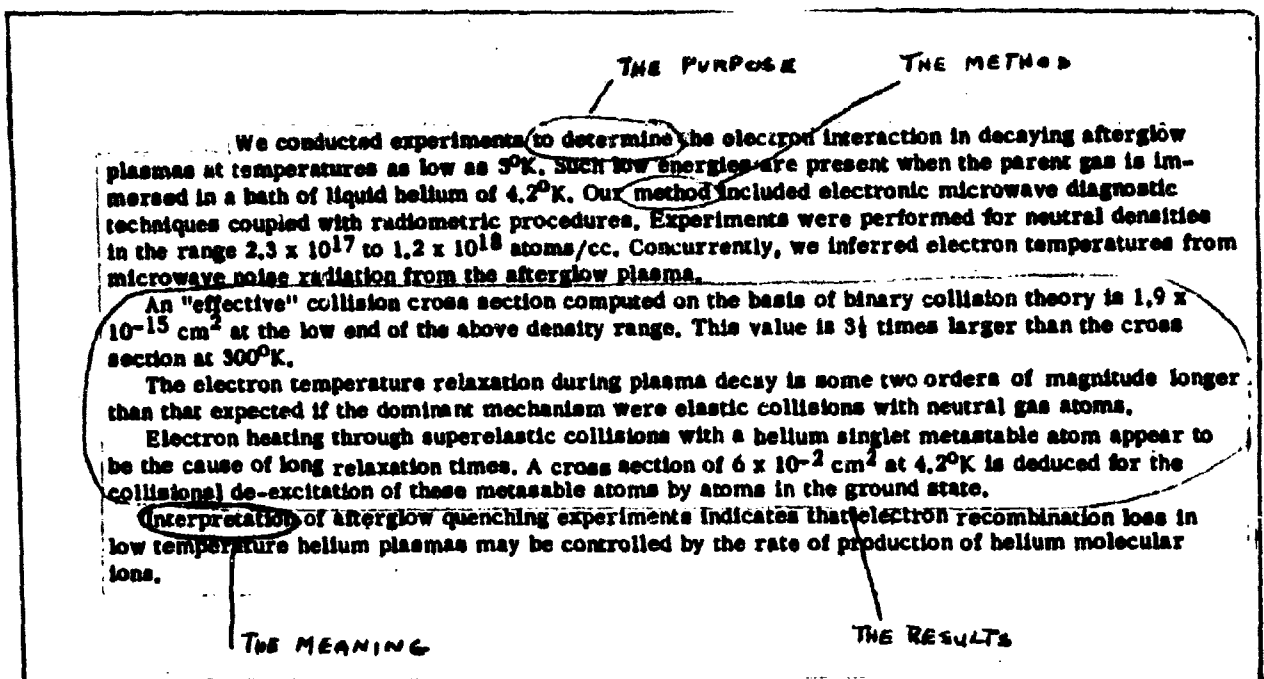 THE PURPOSE THE METHOD
We conducted experiments to determine the electron interaction in decaying afterglow
plasmas at temperatures as low as 3⁰K. Such low energies are present when the parent gas is im-
mersed in a bath of liquid helium of 4.2⁰K. Our method included electronic microwave diagnostic
techniques coupled with radiometric procedures. Experiments were performed for neutral densities
in the range 2.3 x 10¹⁷ to 1.2 x 10¹⁸ atoms/cc. Concurrently, we inferred electron temperatures from
microwave noise radiation from the afterglow plasma.
An "effective" collision cross section computed on the basis of binary collision theory is 1.9 x
10⁻¹⁵ cm² at the low end of the above density range. This value is 3½ times larger than the cross
section at 300⁰K.
The electron temperature relaxation during plasma decay is some two orders of magnitude longer
than that expected if the dominant mechanism were elastic collisions with neutral gas atoms.
Electron heating through superelastic collisions with a helium singlet metastable atom appear to
be the cause of long relaxation times. A cross section of 6 x 10⁻² cm² at 4.2⁰K is deduced for the
collisional de-excitation of these metasable atoms by atoms in the ground state.
Interpretation of afterglow quenching experiments indicates that electron recombination loss in
low temperature helium plasmas may be controlled by the rate of production of helium molecular
ions.
THE MEANING THE RESULTS